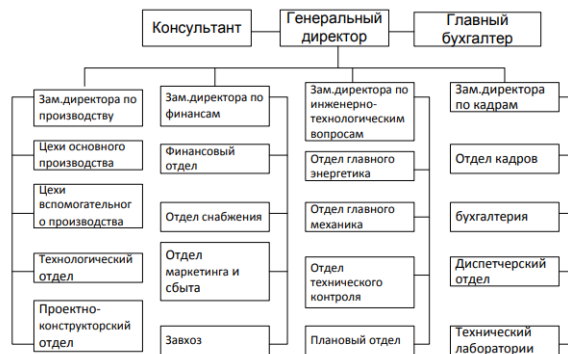 Консультант
Генеральный
директор
Главный
бухгалтер
Зам.директора по
производству
Зам.директора по
финансам
Зам.директора по
инженерно-
технологическим
вопросам
Зам.директора
по кадрам
Цехи основного
производства
Финансовый
отдел
Отдел главного
энергетика
Отдел кадров
Цехи
вспомогательног
о производства
Отдел снабжения
Отдел главного
механика
бухгалтерия
Технологический
отдел
Отдел
маркетинга и
сбыта
Отдел
технического
контроля
Диспетчерский
отдел
Проектно-
конструкторский
отдел
Завхоз
Плановый отдел
Технический
лаборатории